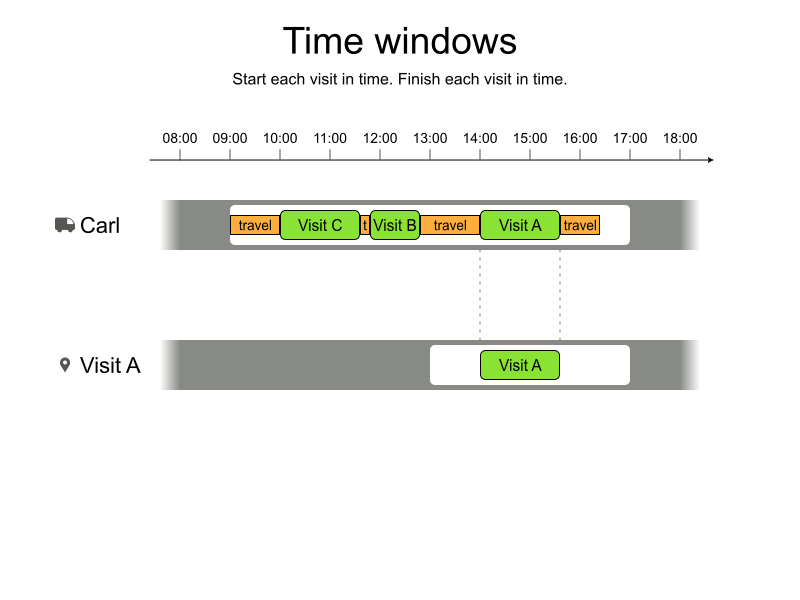 Time windows
Start each visit in time. Finish each visit in time.
08:00 09:00 10:00 11:00 12:00 13:00 14:00 15:00 16:00 17:00 18:00
Carl travel Visit C t Visit B travel Visit A travel
Visit A Visit A